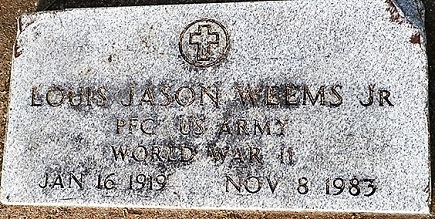 LOUIS JASON WEEMS JR
PFC US ARMY
WORLD WAR II
JAN 16 1919 NOV 8 1983